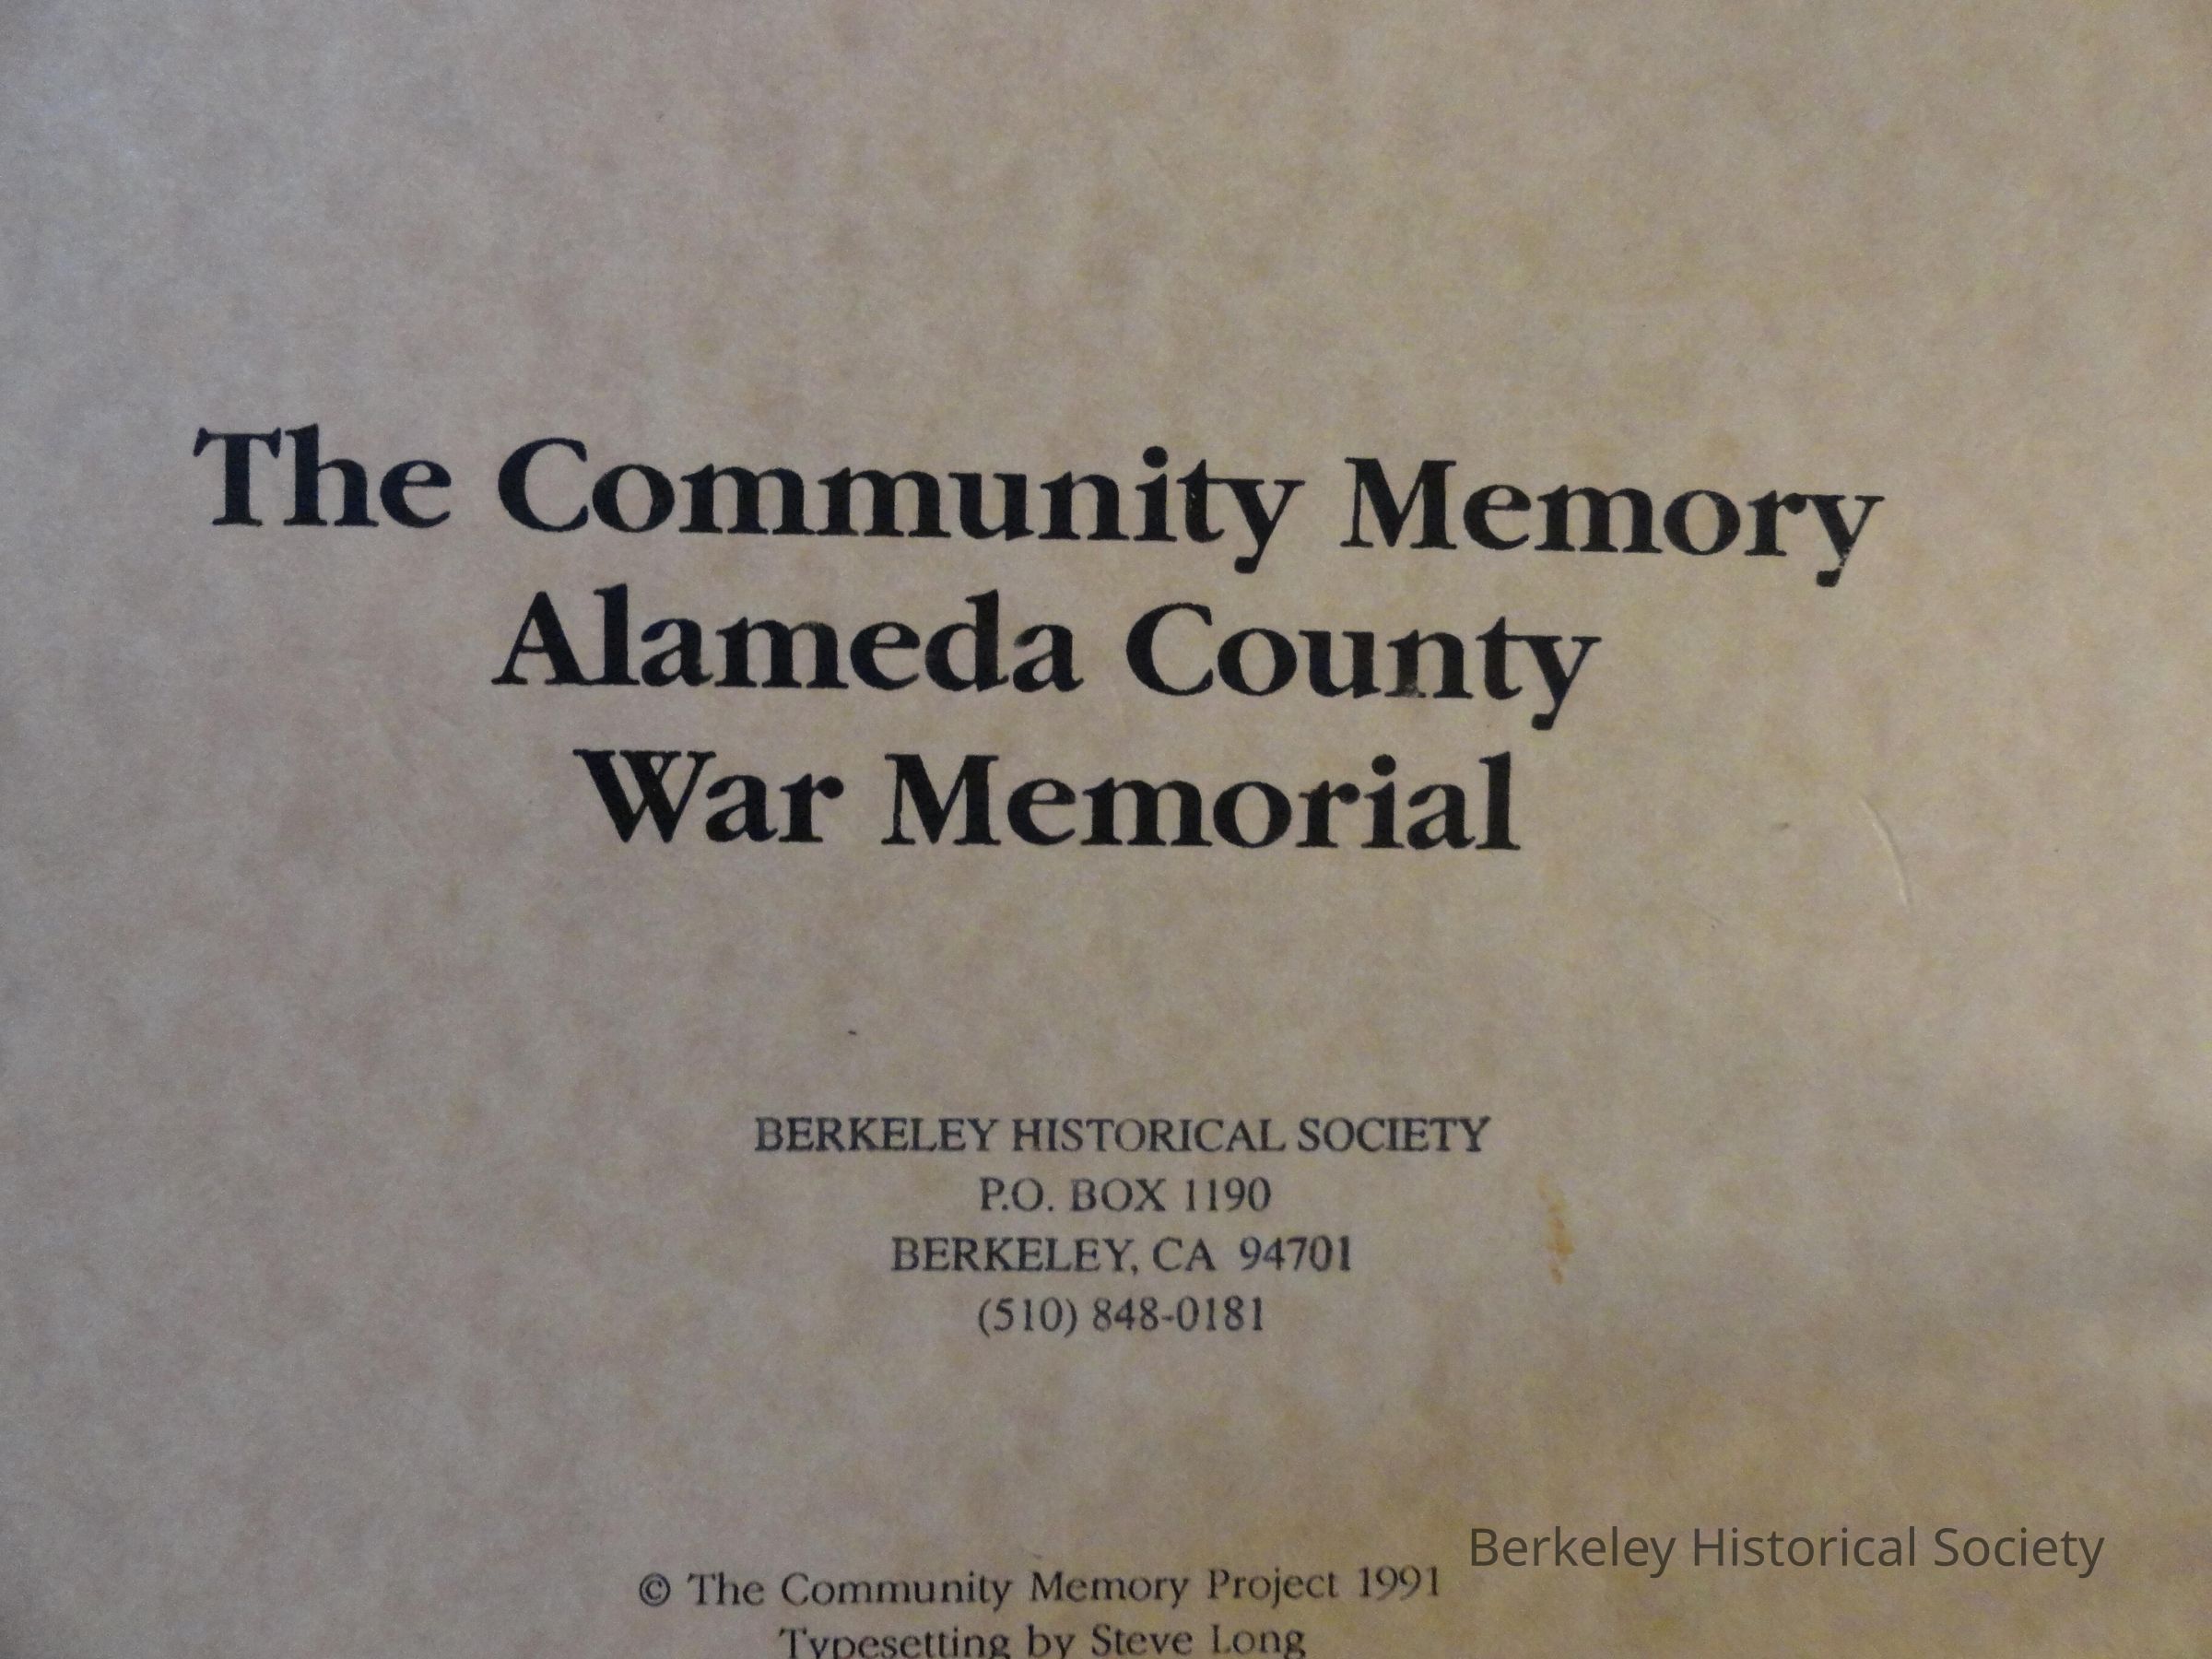 The Community Memory
Alameda County
War Memorial
BERKELEY HISTORICAL SOCIETY
P.O. BOX 1190
BERKELEY, CA 94701
(510) 848-0181
Berkeley Historical Society
© The Community Memory Project 1991
Typesetting by Steve Long